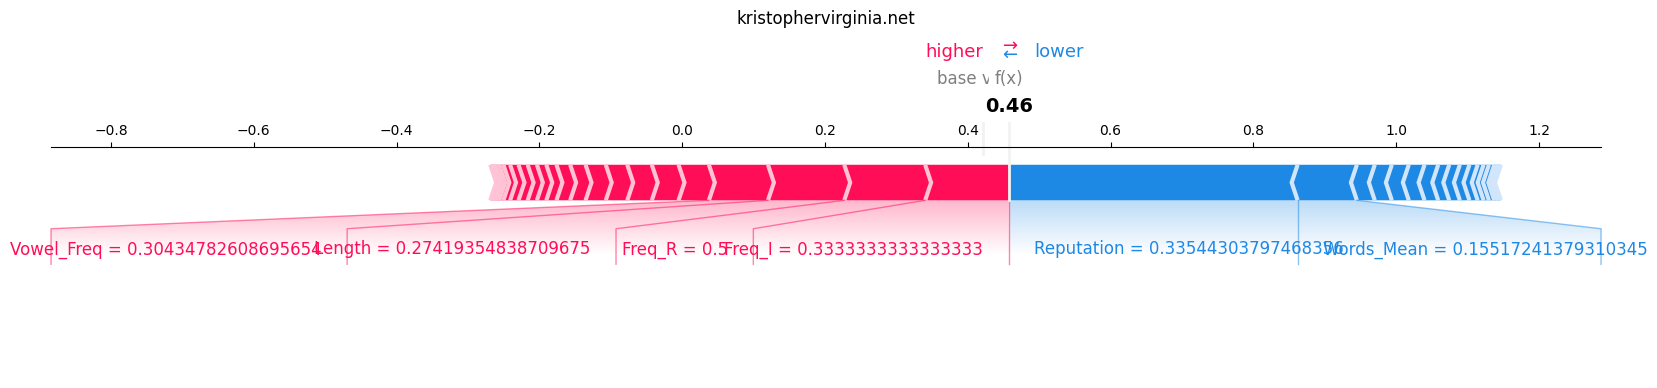 kristophervirginia.net
higher ⇄ lower
base v f(x)
0.46
−0.8 −0.6 −0.4 −0.2 0.0 0.2 0.4 0.6 0.8 1.0 1.2
Vowel_Freq = 0.30434782608695654 Length = 0.27419354838709675 Freq_R = 0.5 Freq_I = 0.3333333333333333 Reputation = 0.33544303797468356 Words_Mean = 0.15517241379310345